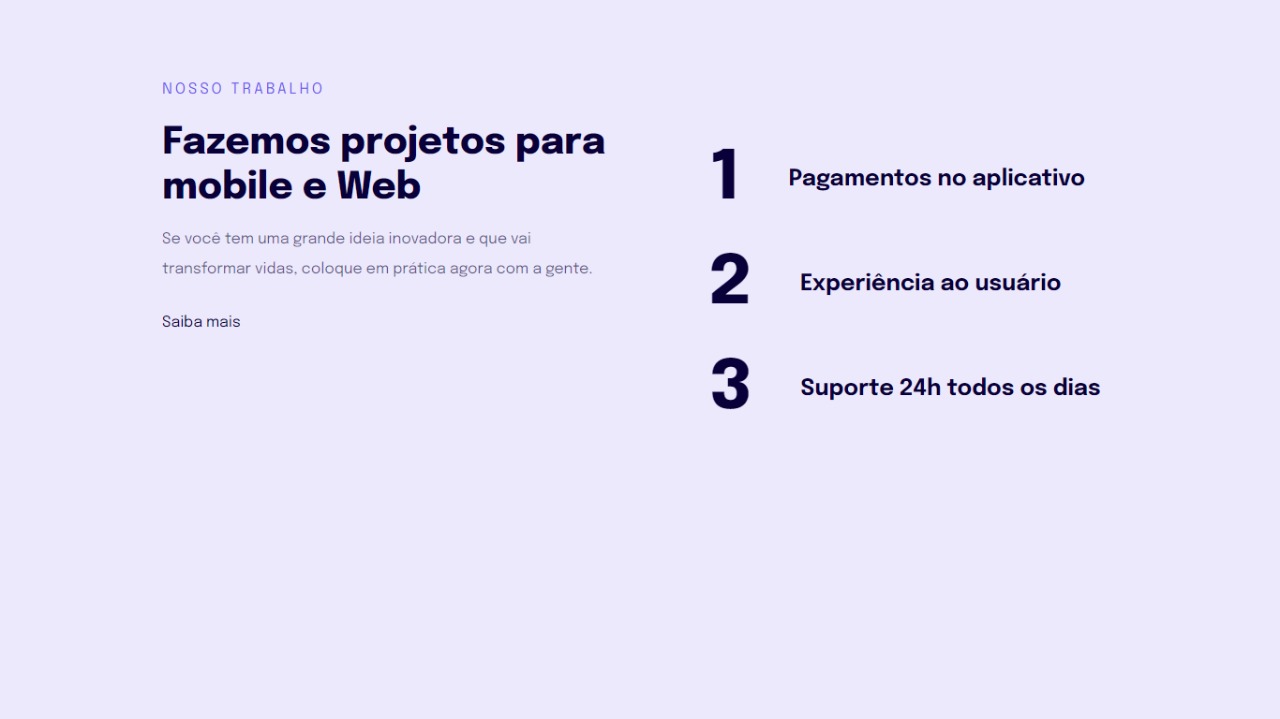 NOSSO TRABALHO
Fazemos projetos para
mobile e Web
Se você tem uma grande ideia inovadora e que vai
transformar vidas, coloque em prática agora com a gente.
Saiba mais
1 Pagamentos no aplicativo
2 Experiência ao usuário
3 Suporte 24h todos os dias